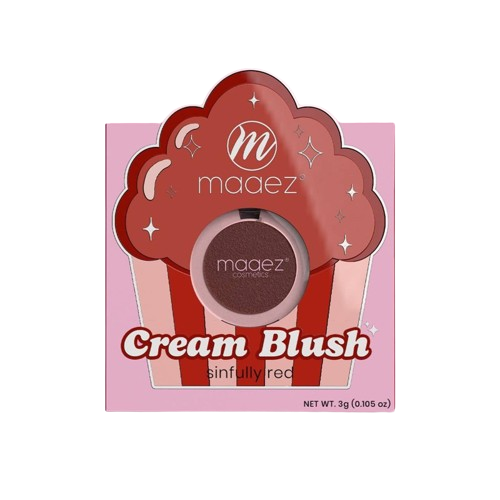 m
maaez®
maaez®
cosmetics
Cream Blush
sinfully red
NET WT. 3g (0.105 oz)